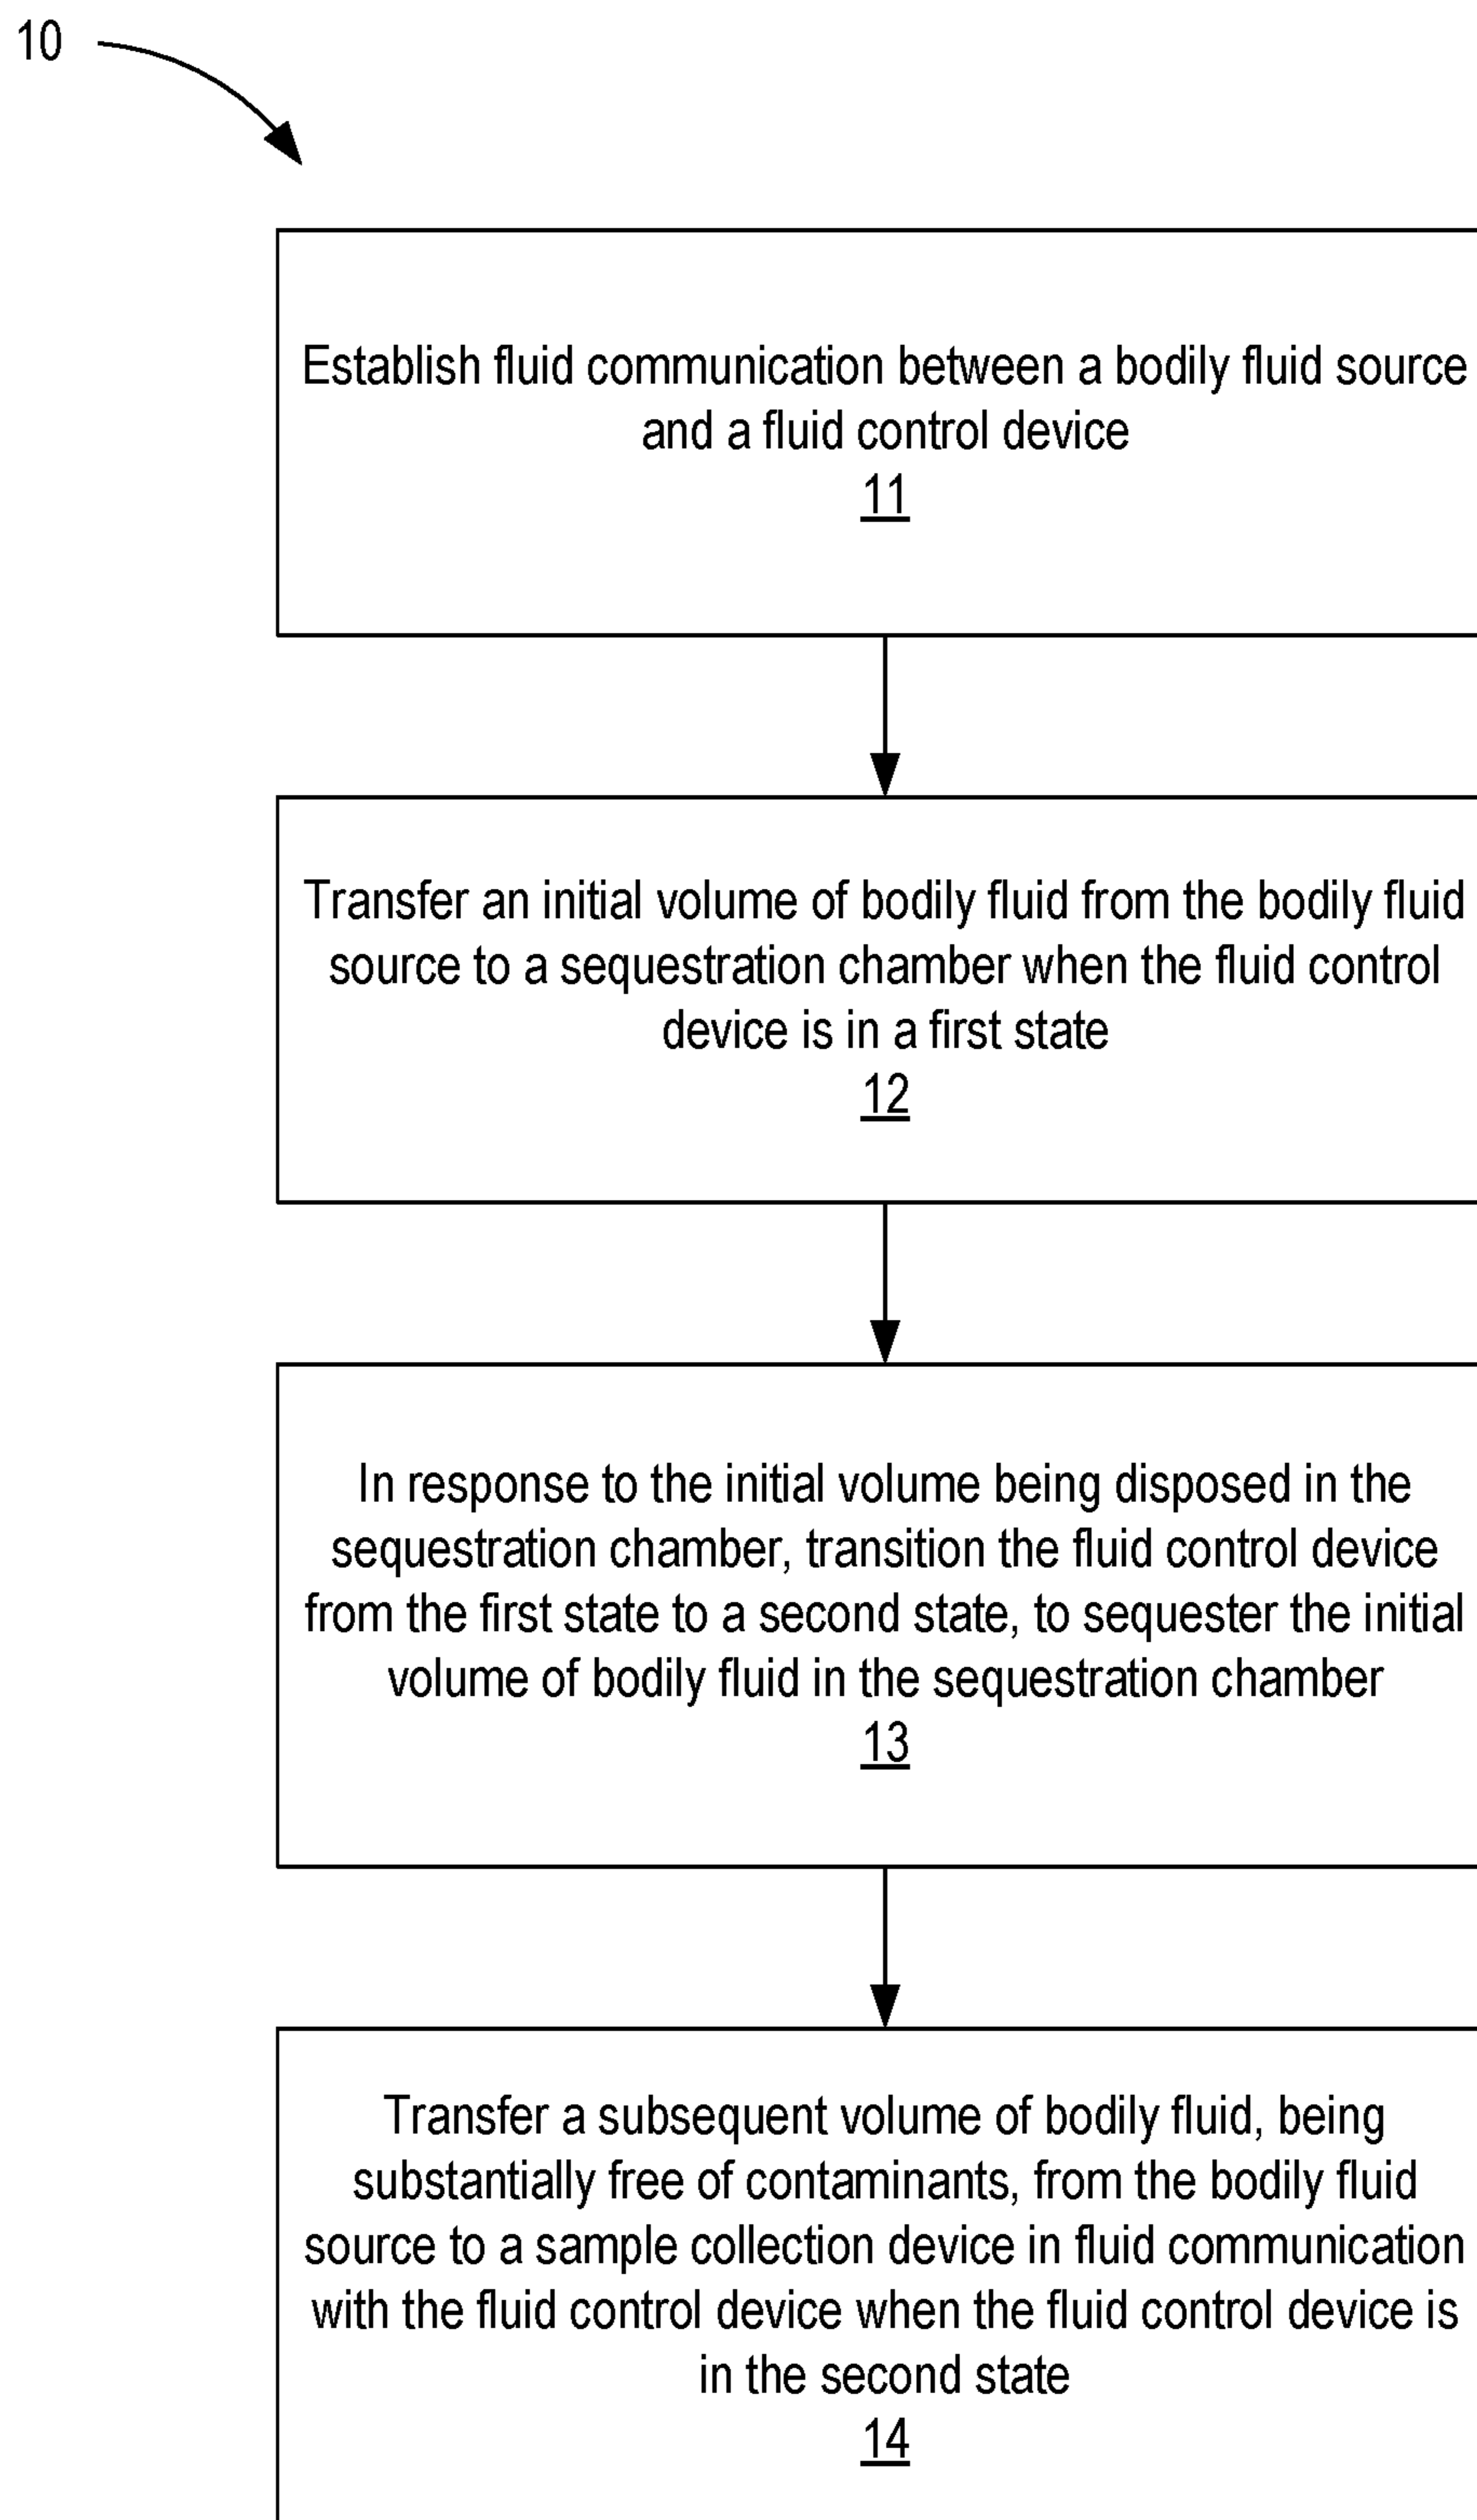 10
Establish fluid communication between a bodily fluid source
and a fluid control device
11
Transfer an initial volume of bodily fluid from the bodily fluid
source to a sequestration chamber when the fluid control
device is in a first state
12
In response to the initial volume being disposed in the
sequestration chamber, transition the fluid control device
from the first state to a second state, to sequester the initial
volume of bodily fluid in the sequestration chamber
13
Transfer a subsequent volume of bodily fluid, being
substantially free of contaminants, from the bodily fluid
source to a sample collection device in fluid communication
with the fluid control device when the fluid control device is
in the second state
14